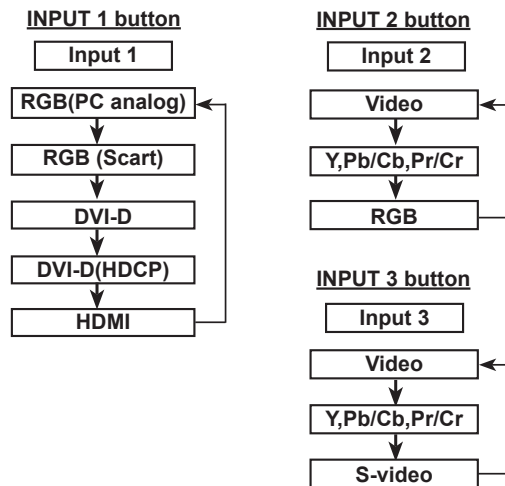 INPUT 1 button
Input 1
RGB(PC analog)
RGB (Scart)
DVI-D
DVI-D(HDCP)
HDMI
INPUT 2 button
Input 2
Video
Y,Pb/Cb,Pr/Cr
RGB
INPUT 3 button
Input 3
Video
Y,Pb/Cb,Pr/Cr
S-video